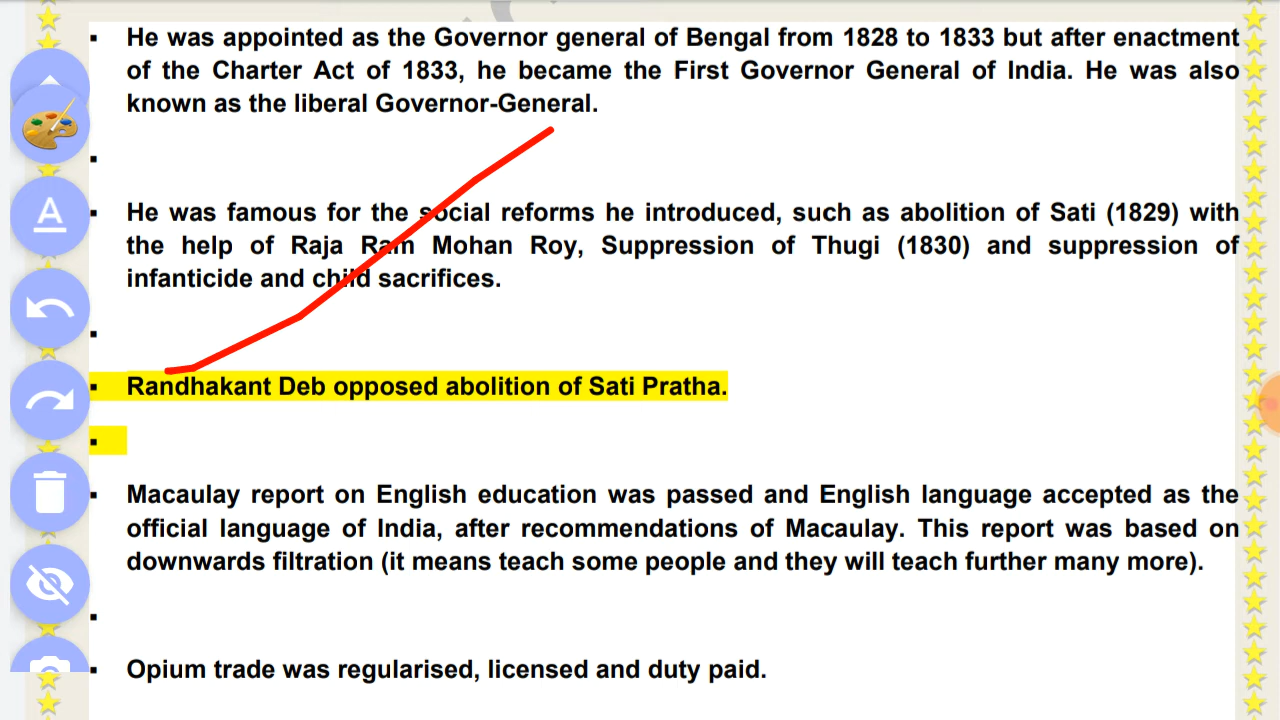 ▪ He was appointed as the Governor general of Bengal from 1828 to 1833 but after enactment
of the Charter Act of 1833, he became the First Governor General of India. He was also
known as the liberal Governor-General.
▪
▪ He was famous for the social reforms he introduced, such as abolition of Sati (1829) with
the help of Raja Ram Mohan Roy, Suppression of Thugi (1830) and suppression of
infanticide and child sacrifices.
▪
▪ Randhakant Deb opposed abolition of Sati Pratha.
▪
▪ Macaulay report on English education was passed and English language accepted as the
official language of India, after recommendations of Macaulay. This report was based on
downwards filtration (it means teach some people and they will teach further many more).
▪
▪ Opium trade was regularised, licensed and duty paid.